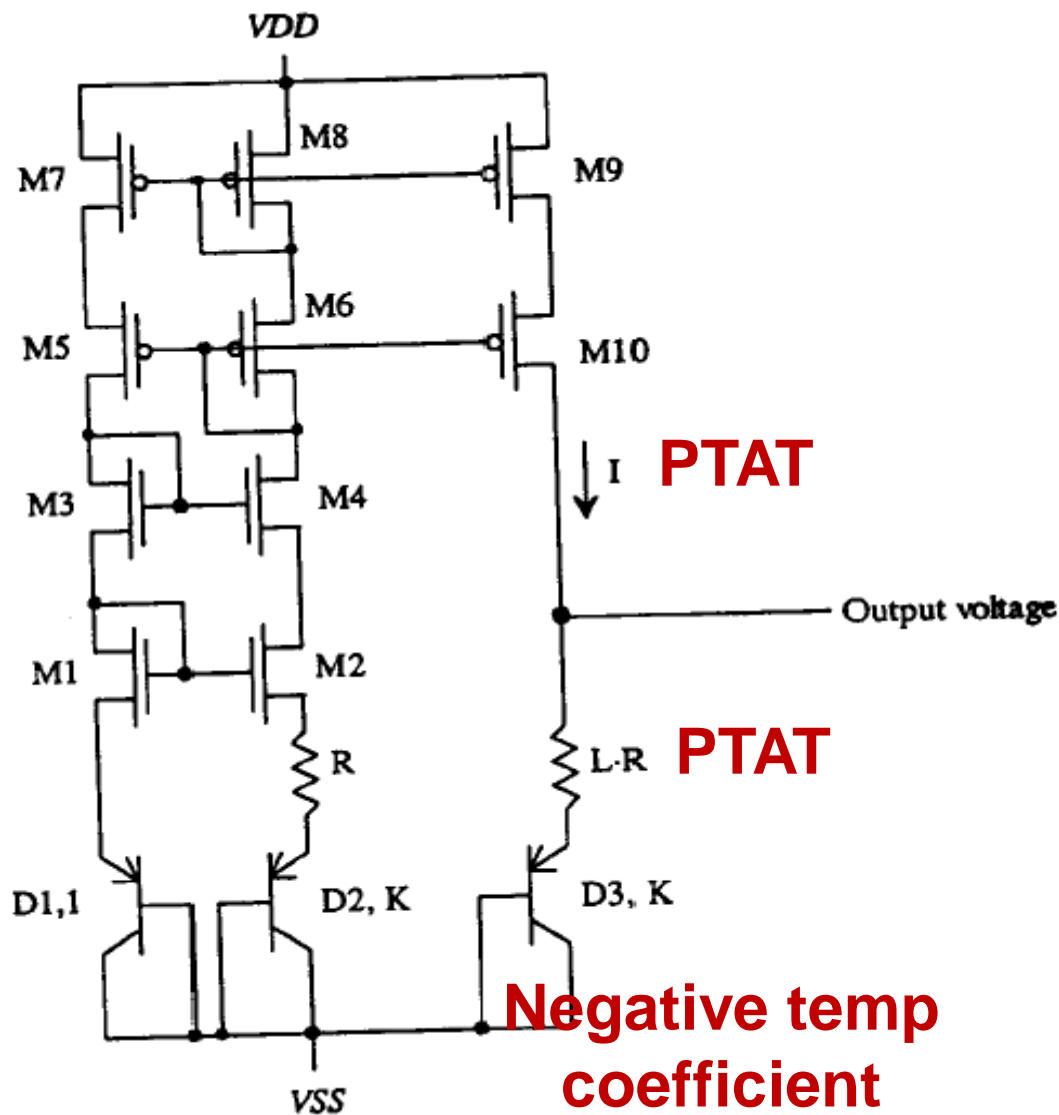 VDD
M8
M7
M9
M6
M5
M10
PTAT
I
M3
M4
Output voltage
M1
M2
R
L-R
PTAT
D1,1
D2, K
D3, K
Negative temp
coefficient
VSS